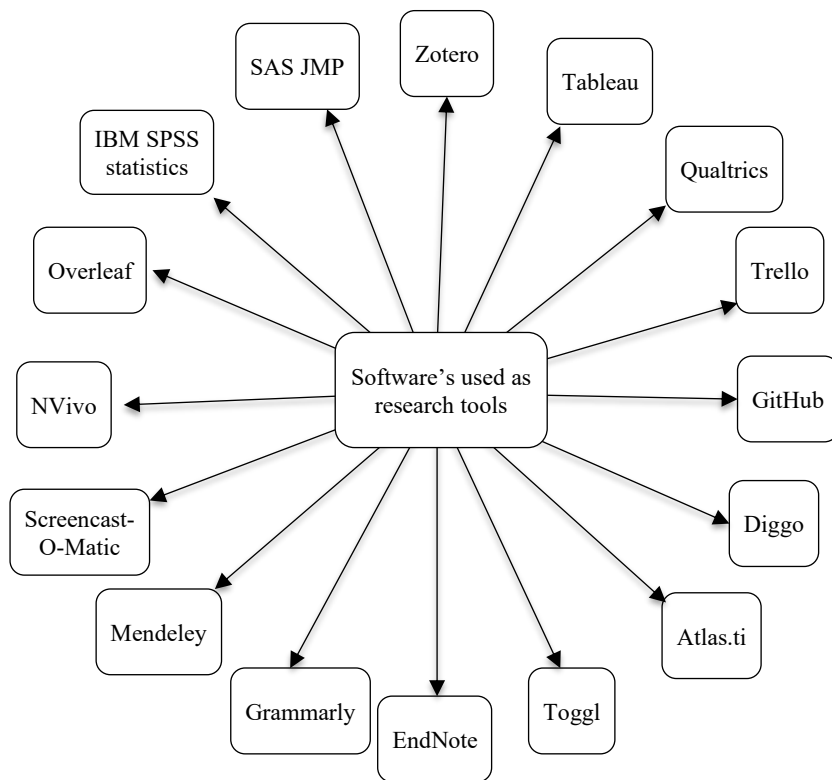 Zotero
SAS JMP
Tableau
IBM SPSS
statistics
Qualtrics
Overleaf
Trello
Software’s used as
research tools
NVivo
GitHub
Screencast-
O-Matic
Diggo
Mendeley
Atlas.ti
Grammarly
Toggl
EndNote